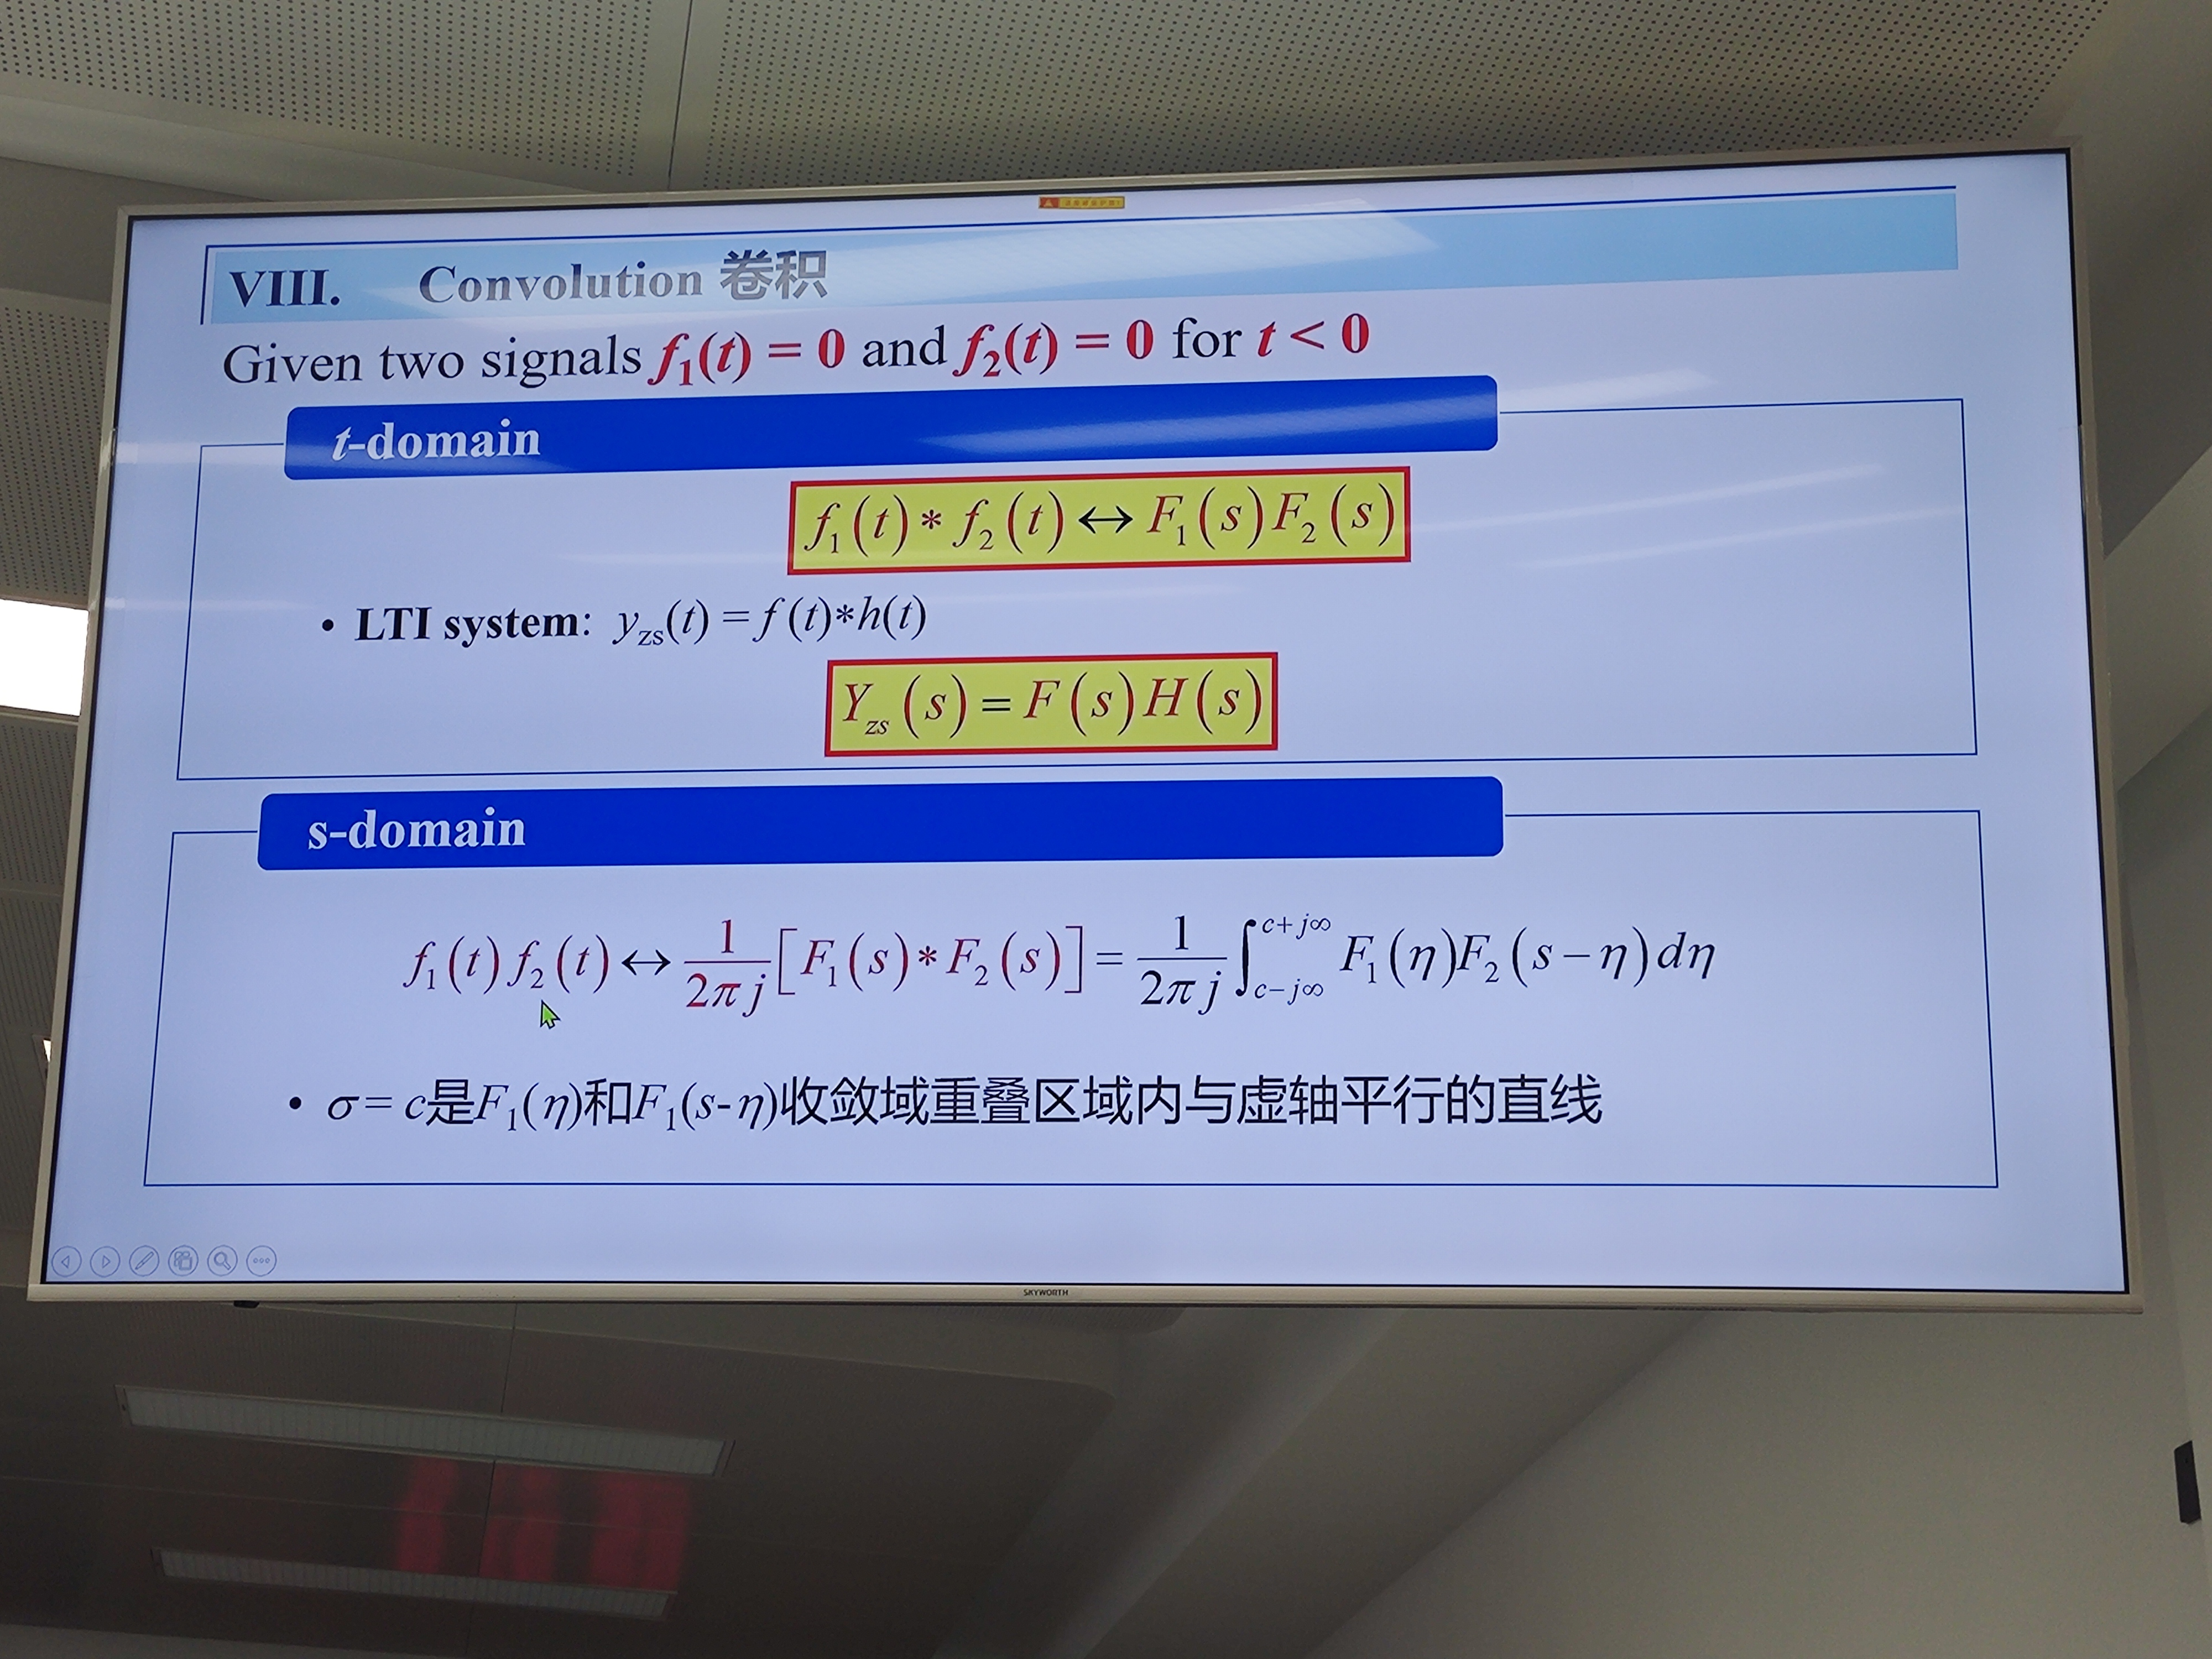 VIII. Convolution 卷积
Given two signals f₁(t) = 0 and f₂(t) = 0 for t < 0
t-domain
f₁(t) * f₂(t) ↔ F₁(s)F₂(s)
• LTI system: y_zs(t) = f(t)*h(t)
Y_zs(s) = F(s)H(s)
s-domain
f₁(t)f₂(t) ↔ 1/(2πj) [F₁(s) * F₂(s)] = 1/(2πj) ∫_{c-j∞}^{c+j∞} F₁(η)F₂(s−η)dη
• σ = c是F₁(η)和F₁(s-η)收敛域重叠区域内与虚轴平行的直线
SKYWORTH